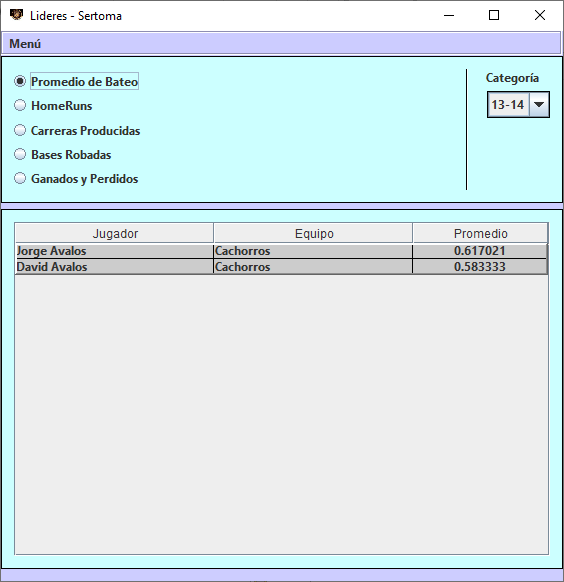 Lideres - Sertoma
Menú
Promedio de Bateo
HomeRuns
Carreras Producidas
Bases Robadas
Ganados y Perdidos
Categoría
13-14
Jugador Equipo Promedio
Jorge Avalos Cachorros 0.617021
David Avalos Cachorros 0.583333